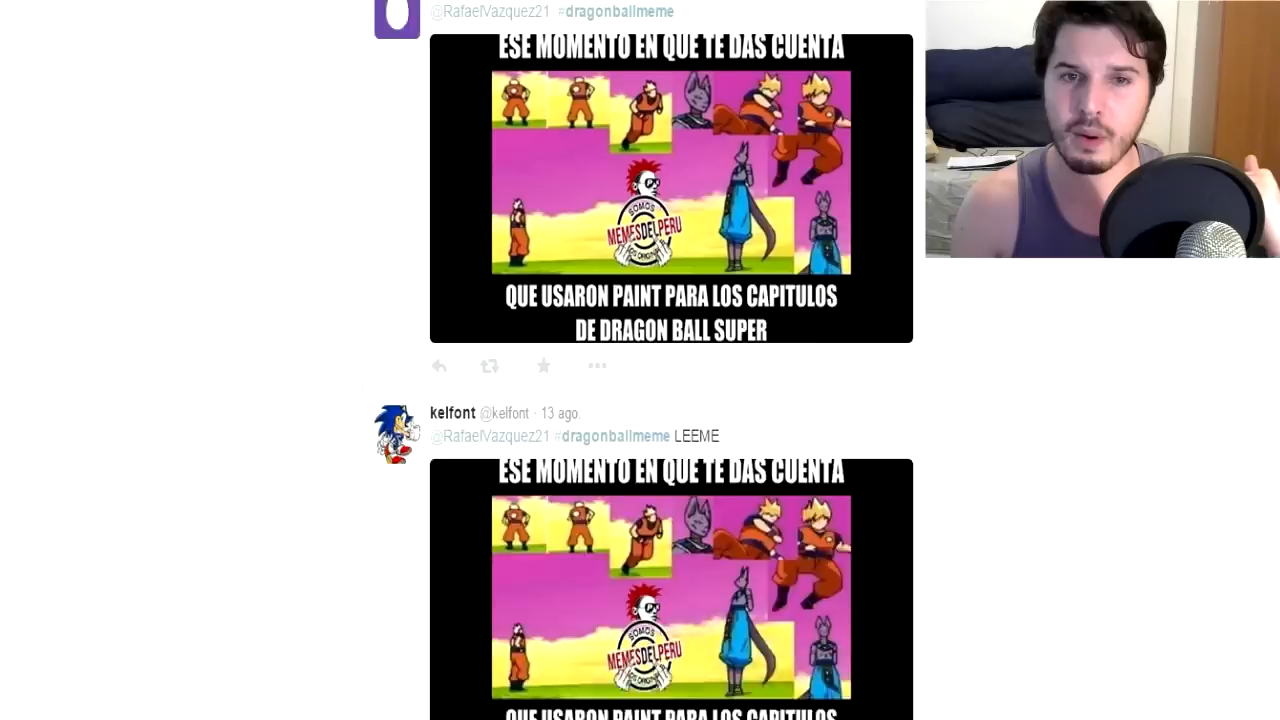 @RafaelVazquez21 #dragonballmeme
ESE MOMENTO EN QUE TE DAS CUENTA
SOMOS
MEMESDELPERU
LOS ORIGINALES
QUE USARON PAINT PARA LOS CAPITULOS
DE DRAGON BALL SUPER
kelfont @kelfont · 13 ago.
@RafaelVazquez21 #dragonballmeme LEEME
ESE MOMENTO EN QUE TE DAS CUENTA
SOMOS
MEMESDELPERU
QUE USARON PAINT PARA LOS CAPITULOS